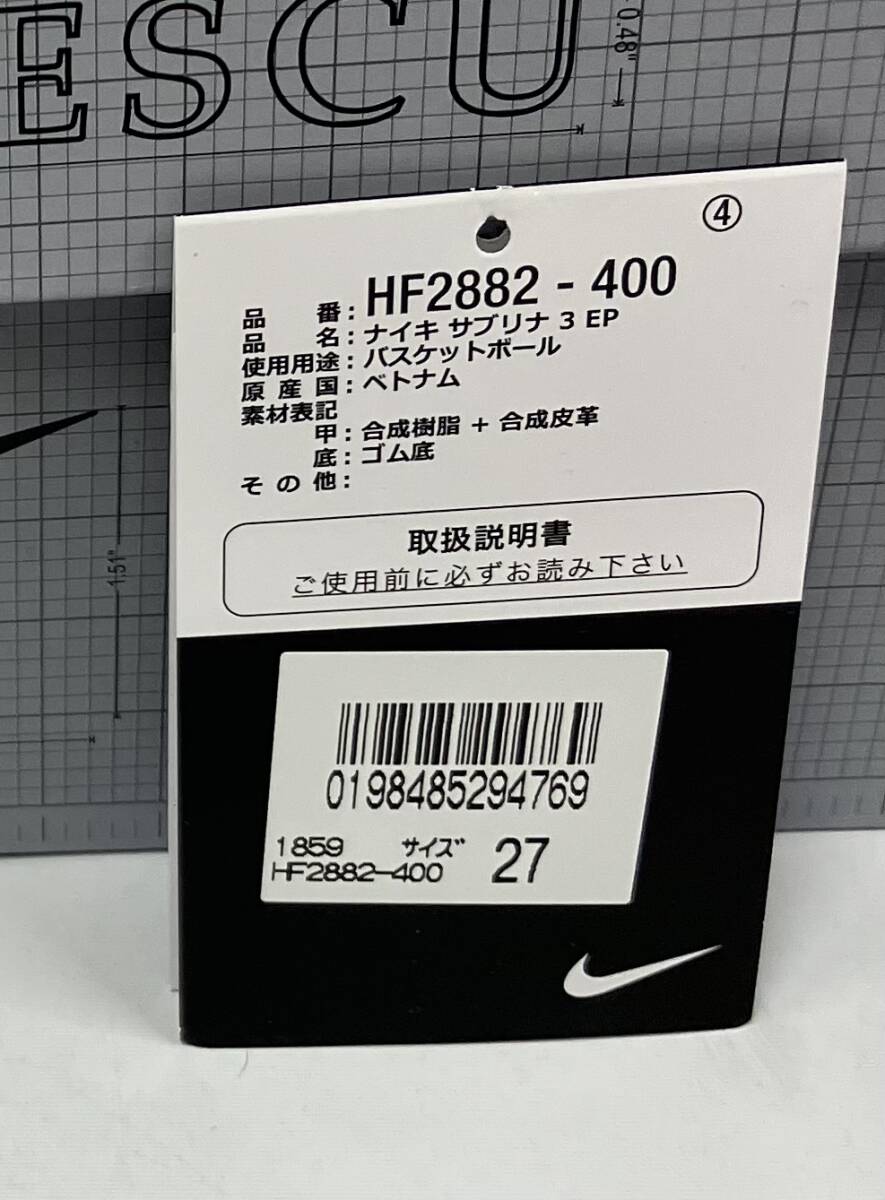 ESCU
0.48"
④
品番：HF2882 - 400
品名：ナイキ サブリナ 3 EP
使用用途：バスケットボール
原産国：ベトナム
素材表記
甲：合成樹脂 + 合成皮革
底：ゴム底
その他：
1.51"
取扱説明書
ご使用前に必ずお読み下さい
0198485294769
1859 サイズ 27
HF2882-400